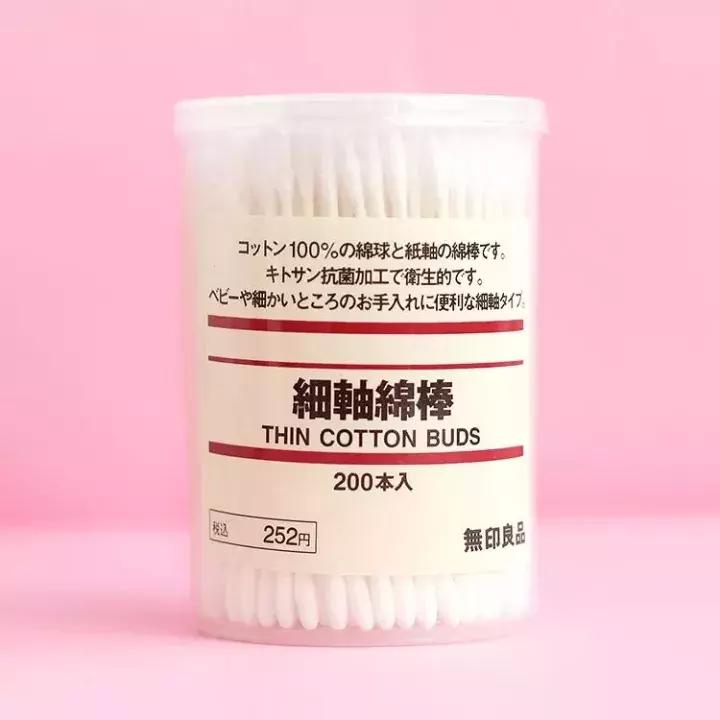 コットン100%の綿球と紙軸の綿棒です。
キトサン抗菌加工で衛生的です。
ベビーや細かいところのお手入れに便利な細軸タイプ。
細軸綿棒
THIN COTTON BUDS
200本入
税込 252円
無印良品